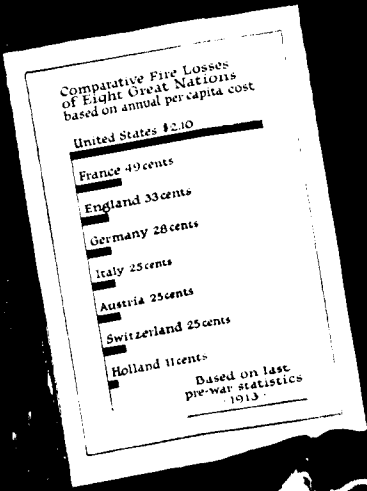 Comparative Fire Losses
of Eight Great Nations
based on annual per capita cost
United States $2.10
France 49 cents
England 33 cents
Germany 28 cents
Italy 25 cents
Austria 25 cents
Switzerland 25 cents
Holland 11 cents
Based on last
pre-war statistics
· 1913 ·